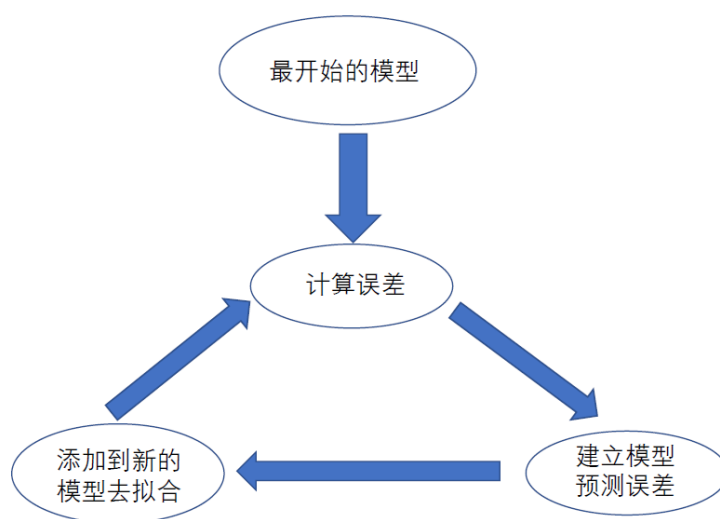 最开始的模型
计算误差
添加到新的
模型去拟合
建立模型
预测误差